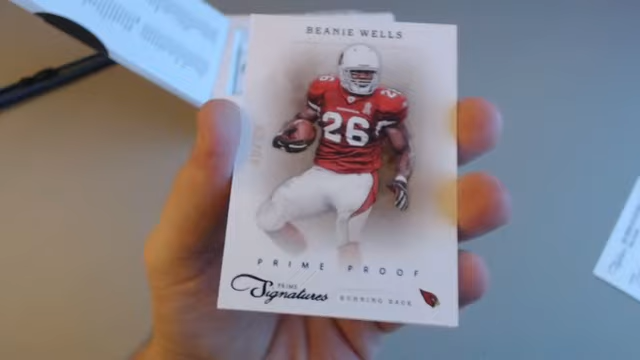 BEANIE WELLS
26
26
PRIME PROOF
PRIME
Signatures
RUNNING BACK